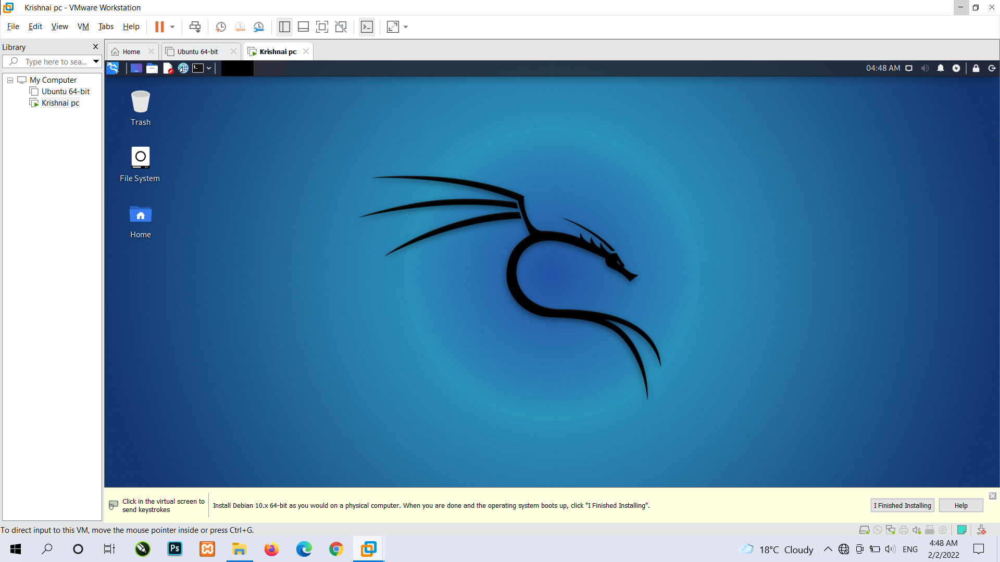 Krishnai pc - VMware Workstation
File Edit View VM Tabs Help
Library
Type here to sea...
My Computer
Ubuntu 64-bit
Krishnai pc
Home
Ubuntu 64-bit
Krishnai pc
04:48 AM
Trash
File System
Home
Click in the virtual screen to
send keystrokes
Install Debian 10.x 64-bit as you would on a physical computer. When you are done and the operating system boots up, click "I Finished Installing".
I Finished Installing
Help
To direct input to this VM, move the mouse pointer inside or press Ctrl+G.
Ps
18°C Cloudy
ENG
4:48 AM
2/2/2022